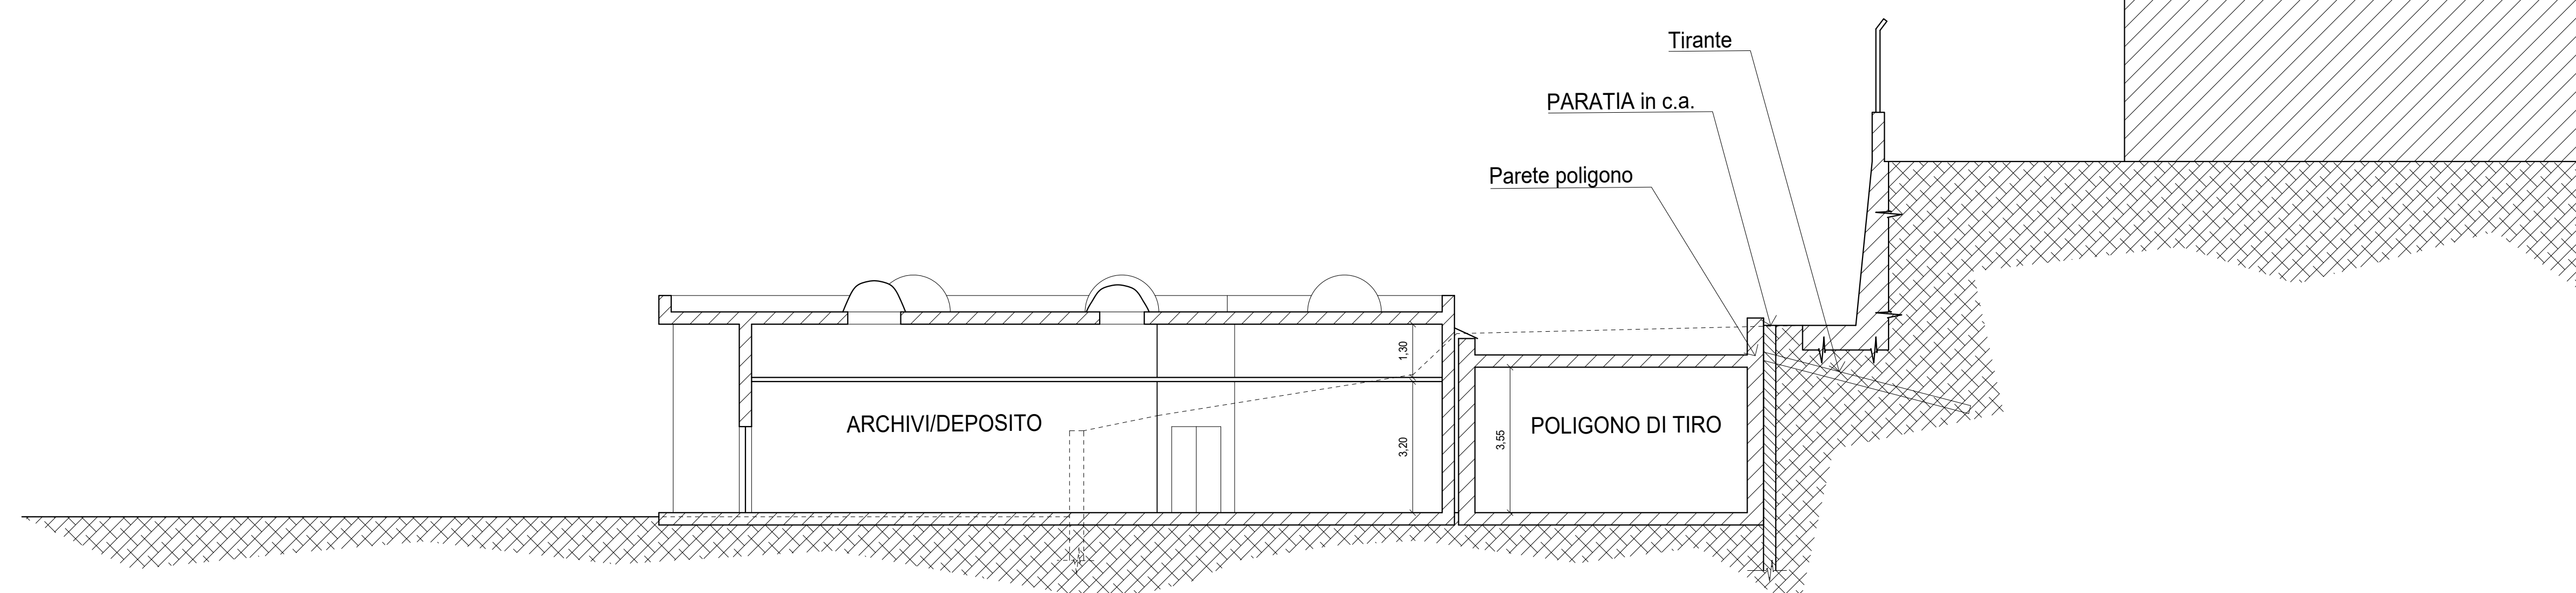 Tirante
PARATIA in c.a.
Parete poligono
1,30
ARCHIVI/DEPOSITO
3,20
3,55
POLIGONO DI TIRO